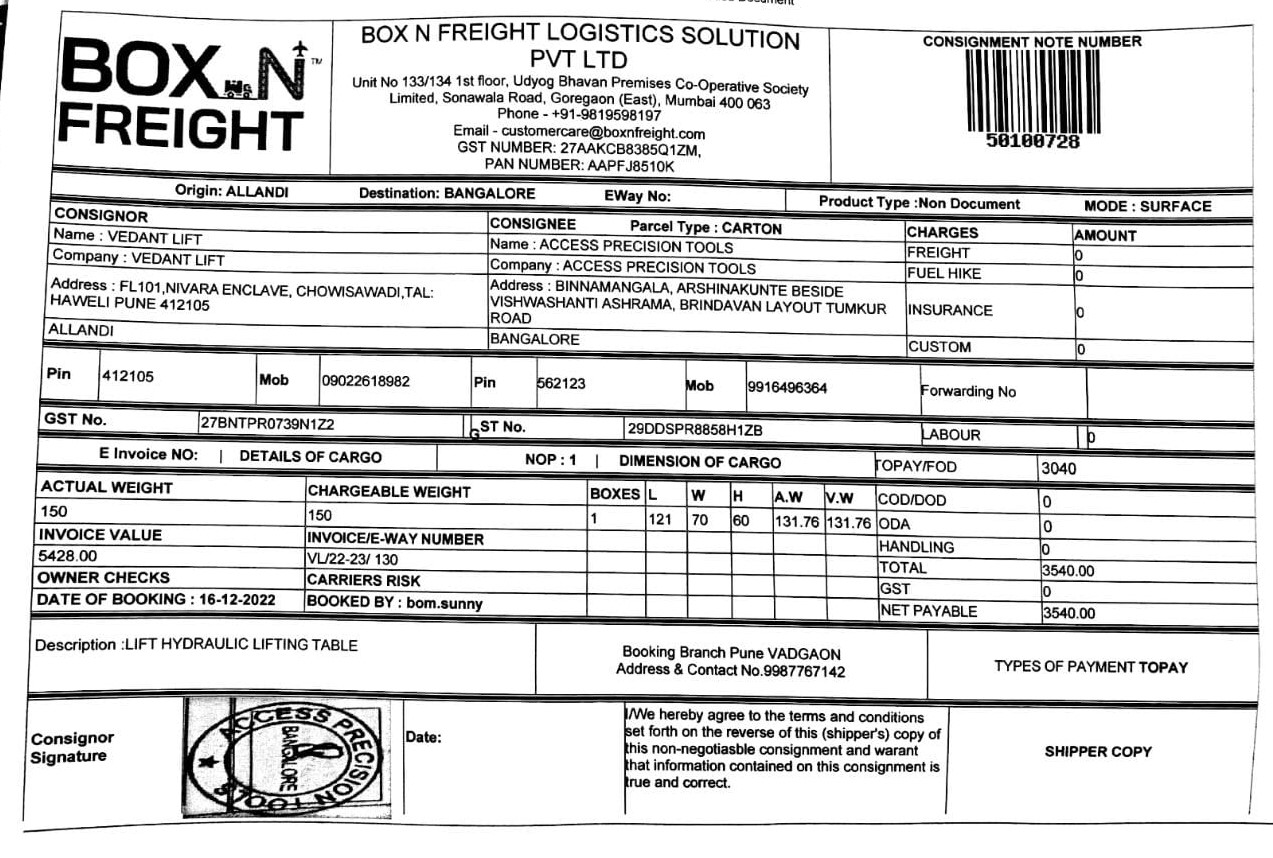 BOX N FREIGHT ™
BOX N FREIGHT LOGISTICS SOLUTION
PVT LTD
Unit No 133/134 1st floor, Udyog Bhavan Premises Co-Operative Society
Limited, Sonawala Road, Goregaon (East), Mumbai 400 063
Phone - +91-9819598197
Email - customercare@boxnfreight.com
GST NUMBER: 27AAKCB8385Q1ZM,
PAN NUMBER: AAPFJ8510K
CONSIGNMENT NOTE NUMBER
50100728
Origin: ALLANDI Destination: BANGALORE EWay No: Product Type :Non Document MODE : SURFACE
CONSIGNOR CONSIGNEE Parcel Type : CARTON CHARGES AMOUNT
Name : VEDANT LIFT Name : ACCESS PRECISION TOOLS FREIGHT 0
Company : VEDANT LIFT Company : ACCESS PRECISION TOOLS FUEL HIKE 0
Address : FL101,NIVARA ENCLAVE, CHOWISAWADI,TAL:
HAWELI PUNE 412105
Address : BINNAMANGALA, ARSHINAKUNTE BESIDE
VISHWASHANTI ASHRAMA, BRINDAVAN LAYOUT TUMKUR
ROAD
INSURANCE 0
ALLANDI BANGALORE CUSTOM 0
Pin 412105 Mob 09022618982 Pin 562123 Mob 9916496364 Forwarding No
GST No. 27BNTPR0739N1Z2 GST No. 29DDSPR8858H1ZB LABOUR 0
E Invoice NO: | DETAILS OF CARGO NOP : 1 | DIMENSION OF CARGO TOPAY/FOD 3040
ACTUAL WEIGHT CHARGEABLE WEIGHT BOXES L W H A.W V.W COD/DOD 0
150 150 1 121 70 60 131.76 131.76 ODA 0
INVOICE VALUE INVOICE/E-WAY NUMBER HANDLING 0
5428.00 VL/22-23/ 130 TOTAL 3540.00
OWNER CHECKS CARRIERS RISK GST 0
DATE OF BOOKING : 16-12-2022 BOOKED BY : bom.sunny NET PAYABLE 3540.00
Description :LIFT HYDRAULIC LIFTING TABLE
Booking Branch Pune VADGAON
Address & Contact No.9987767142
TYPES OF PAYMENT TOPAY
Consignor
Signature
ACCESS PRECISION TOOLS
BANGALORE
Date:
I/We hereby agree to the terms and conditions
set forth on the reverse of this (shipper's) copy of
this non-negotiasble consignment and warant
that information contained on this consignment is
true and correct.
SHIPPER COPY